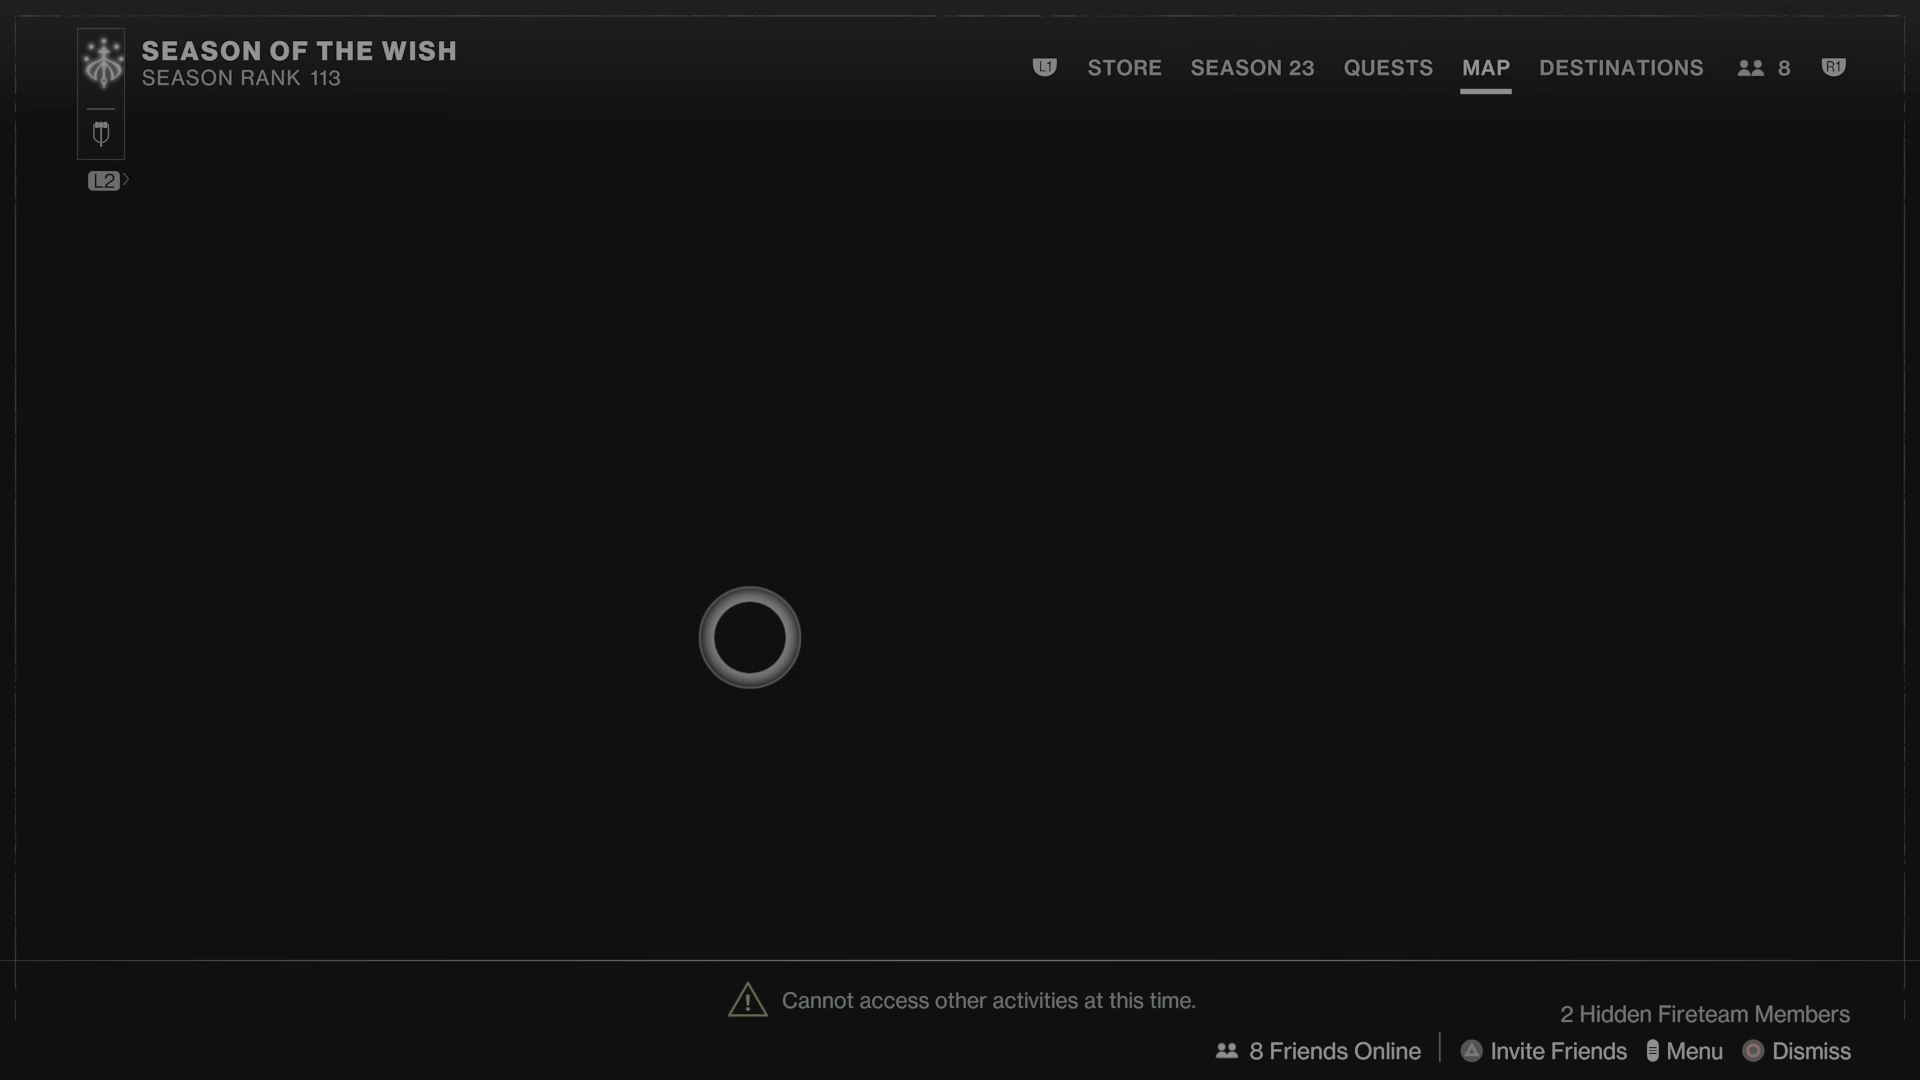 SEASON OF THE WISH
SEASON RANK 113
L1 STORE SEASON 23 QUESTS MAP DESTINATIONS 8 R1
L2
Cannot access other activities at this time.
2 Hidden Fireteam Members
8 Friends Online Invite Friends Menu Dismiss